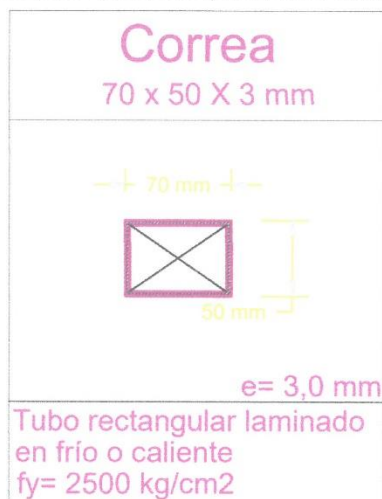 Correa
70 x 50 X 3 mm
70 mm
50 mm
e= 3,0 mm
Tubo rectangular laminado
en frío o caliente
fy= 2500 kg/cm2